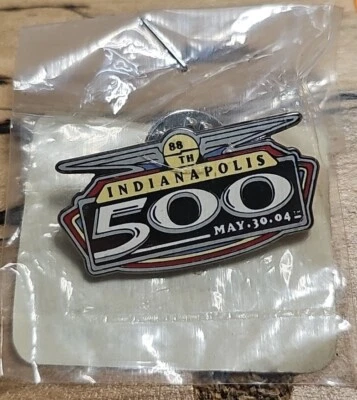 88
TH
INDIANAPOLIS
500
MAY.30.04